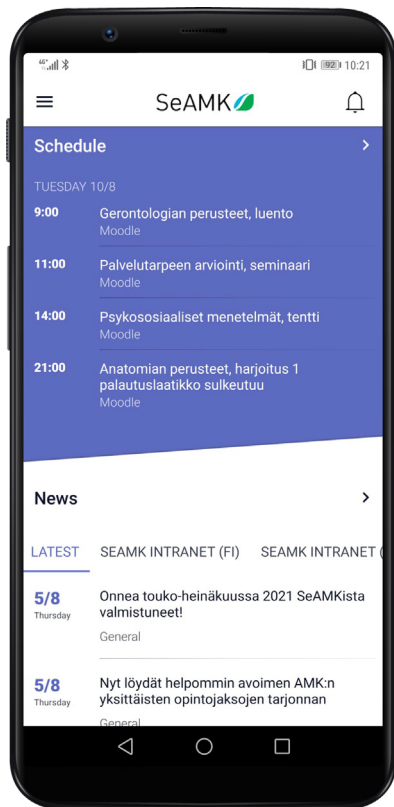 4G
92
10:21
SeAMK
Schedule
TUESDAY 10/8
9:00 Gerontologian perusteet, luento
Moodle
11:00 Palvelutarpeen arviointi, seminaari
Moodle
14:00 Psykososiaaliset menetelmät, tentti
Moodle
21:00 Anatomian perusteet, harjoitus 1
palautuslaatikko sulkeutuu
Moodle
News
LATEST SEAMK INTRANET (FI) SEAMK INTRANET (
5/8 Onnea touko-heinäkuussa 2021 SeAMKista
Thursday valmistuneet!
General
5/8 Nyt löydät helpommin avoimen AMK:n
Thursday yksittäisten opintojaksojen tarjonnan
General